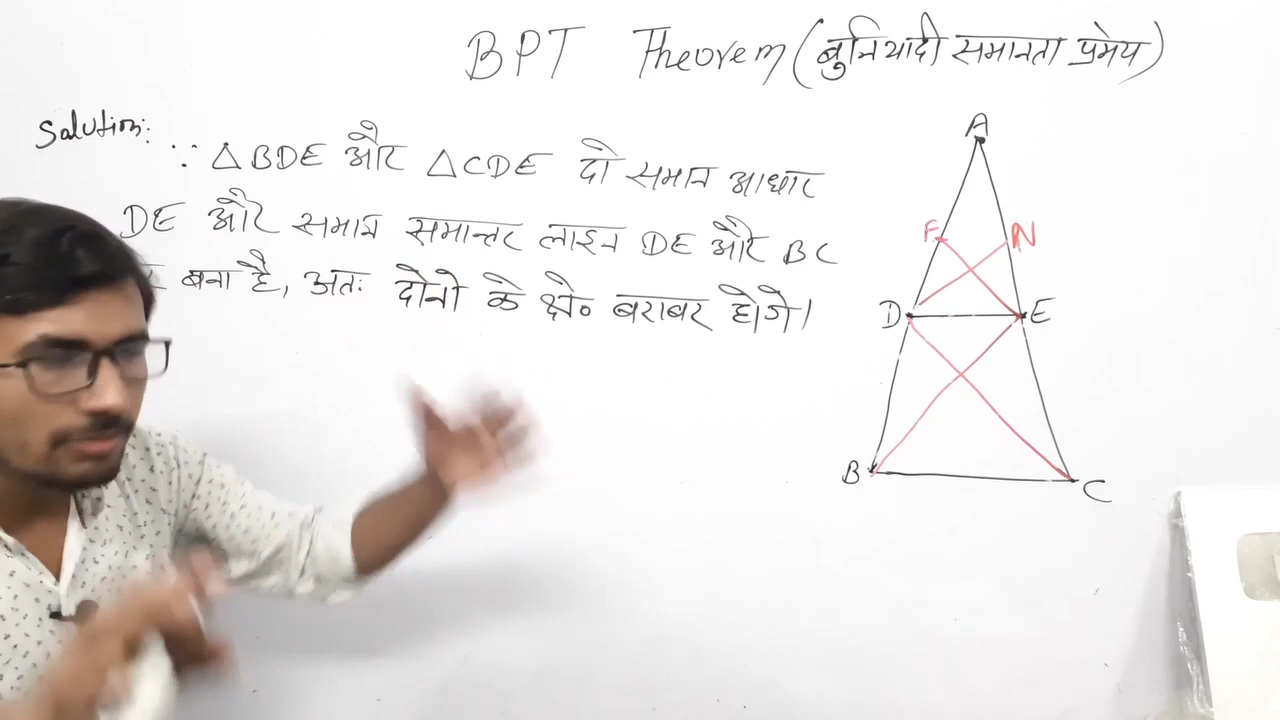 BPT Theorem (बुनियादी समानता प्रमेय)
Solution:
∵ △BDE और △CDE दो समान आधार
DE और समान समान्तर लाइन DE और BC
बना है, अतः दोनो के क्षे० बराबर होगे।
A
F N
D E
B C